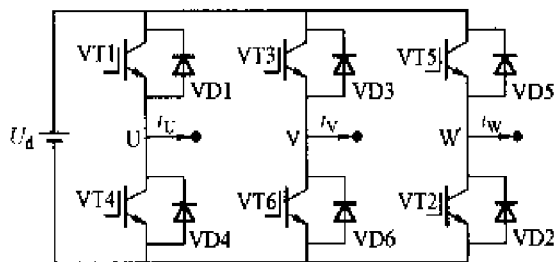 VT1 VD1 VT3 VD3 VT5 VD5
U_d U i_U V i_V W i_W
VT4 VD4 VT6 VD6 VT2 VD2